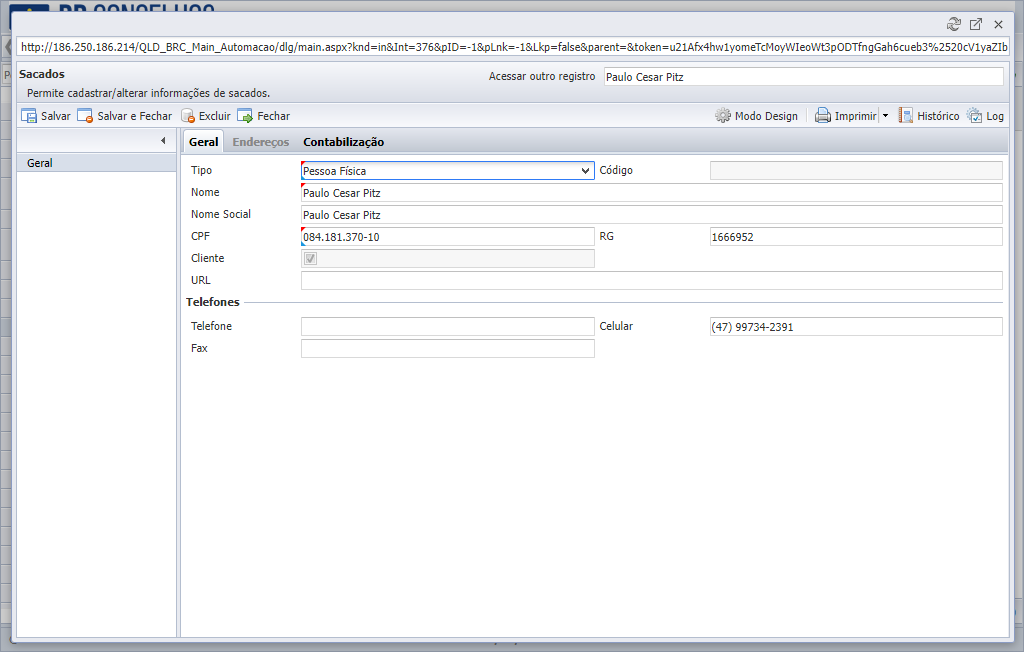 http://186.250.186.214/QLD_BRC_Main_Automacao/dlg/main.aspx?knd=in&Int=376&pID=-1&pLnk=-1&Lkp=false&parent=&token=u21Afx4hw1yomeTcMoyWIeoWt3pODTfngGah6cueb3%2520cV1yaZIb
Sacados
Acessar outro registro Paulo Cesar Pitz
Permite cadastrar/alterar informações de sacados.
Salvar Salvar e Fechar Excluir Fechar Modo Design Imprimir Histórico Log
Geral Endereços Contabilização
Geral
Tipo Pessoa Física Código
Nome Paulo Cesar Pitz
Nome Social Paulo Cesar Pitz
CPF 084.181.370-10 RG 1666952
Cliente
URL
Telefones
Telefone Celular (47) 99734-2391
Fax